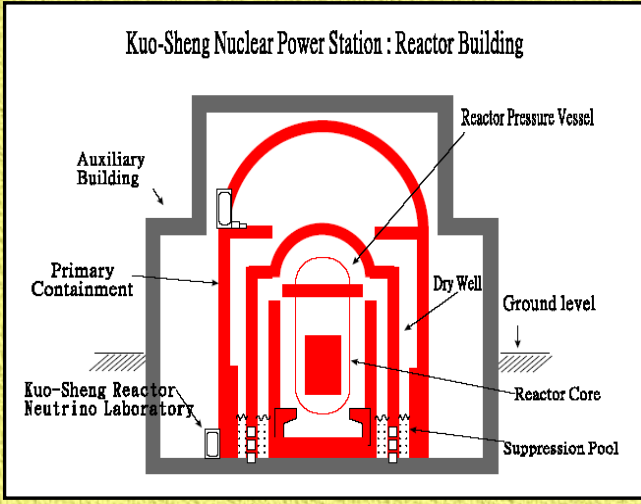 Kuo-Sheng Nuclear Power Station : Reactor Building
Reactor Pressure Vessel
Auxiliary
Building
Primary
Containment
Dry Well
Ground level
Kuo-Sheng Reactor
Neutrino Laboratory
Reactor Core
Suppression Pool